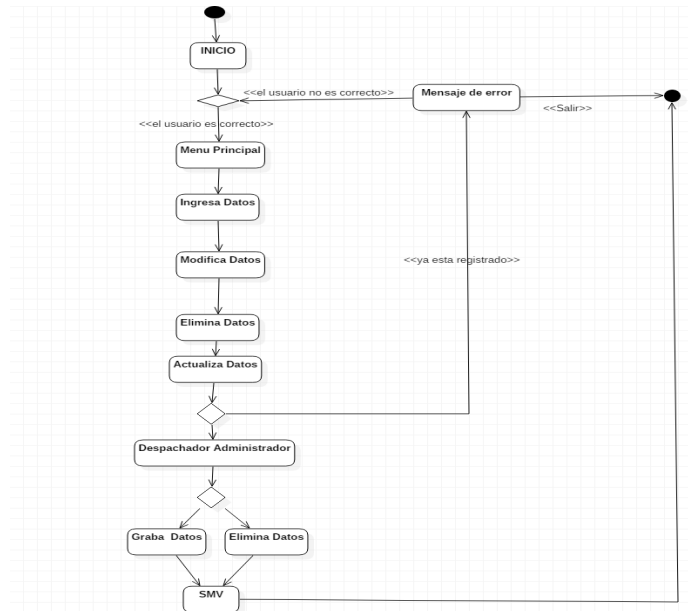 INICIO
<<el usuario no es correcto>>
Mensaje de error
<<Salir>>
<<el usuario es correcto>>
Menu Principal
Ingresa Datos
Modifica Datos
<<ya esta registrado>>
Elimina Datos
Actualiza Datos
Despachador Administrador
Graba Datos
Elimina Datos
SMV